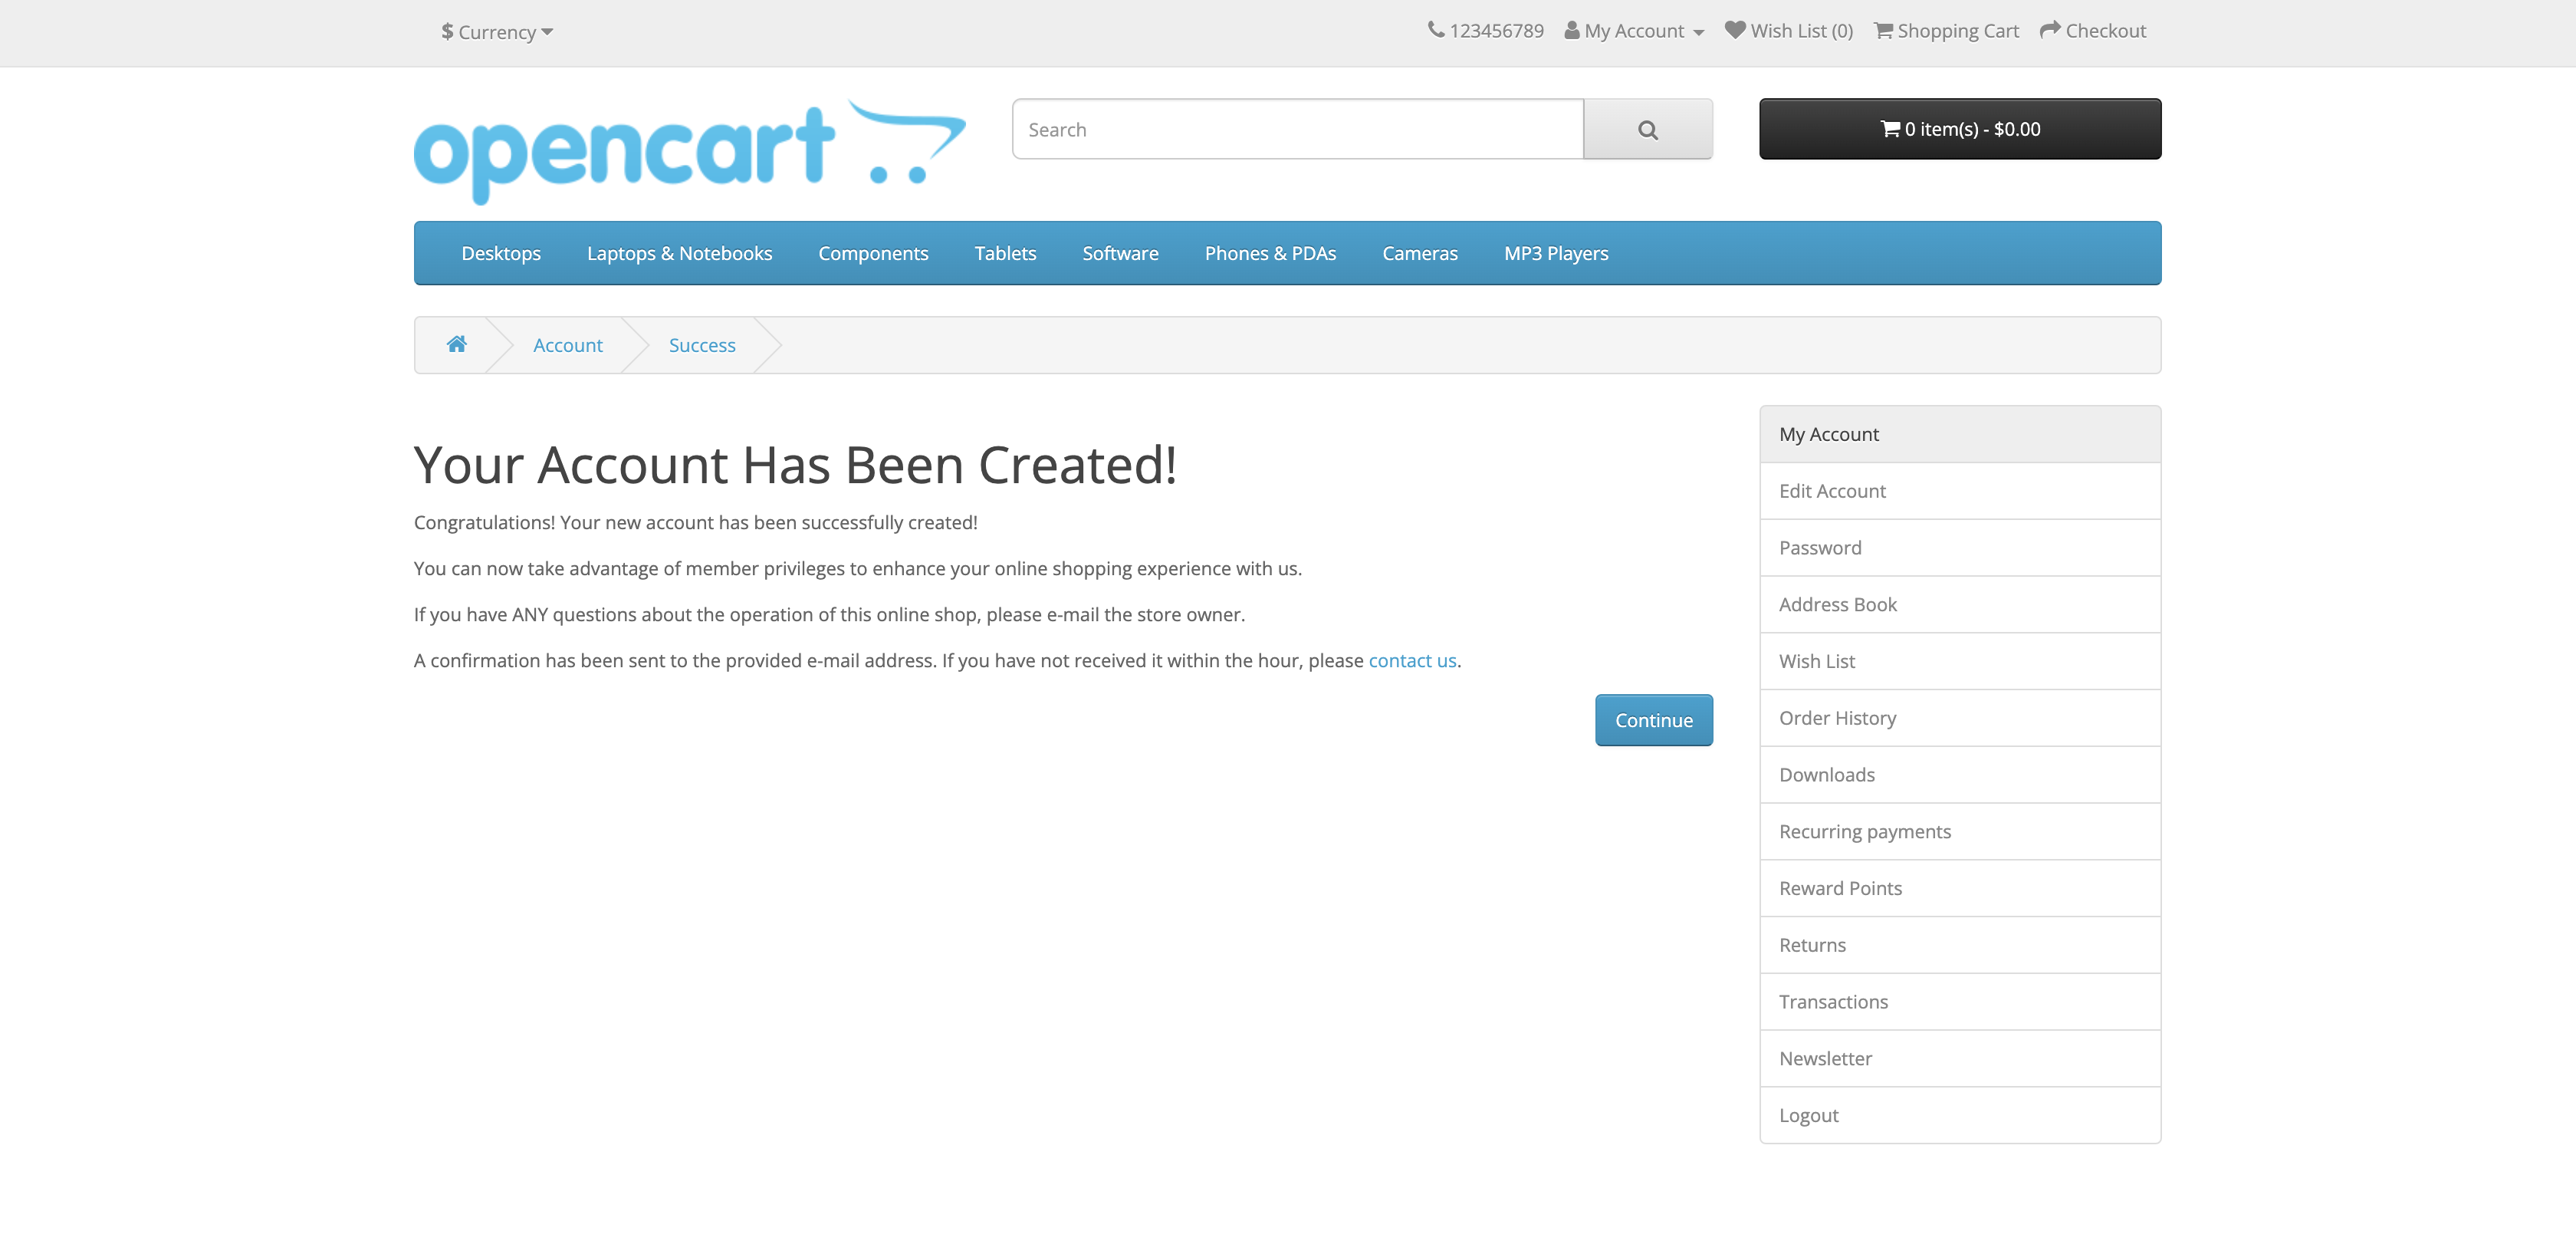 $ Currency
123456789 My Account Wish List (0) Shopping Cart Checkout
opencart
Search
0 item(s) - $0.00
Desktops Laptops & Notebooks Components Tablets Software Phones & PDAs Cameras MP3 Players
Account Success
Your Account Has Been Created!
Congratulations! Your new account has been successfully created!
You can now take advantage of member privileges to enhance your online shopping experience with us.
If you have ANY questions about the operation of this online shop, please e-mail the store owner.
A confirmation has been sent to the provided e-mail address. If you have not received it within the hour, please contact us.
Continue
My Account
Edit Account
Password
Address Book
Wish List
Order History
Downloads
Recurring payments
Reward Points
Returns
Transactions
Newsletter
Logout